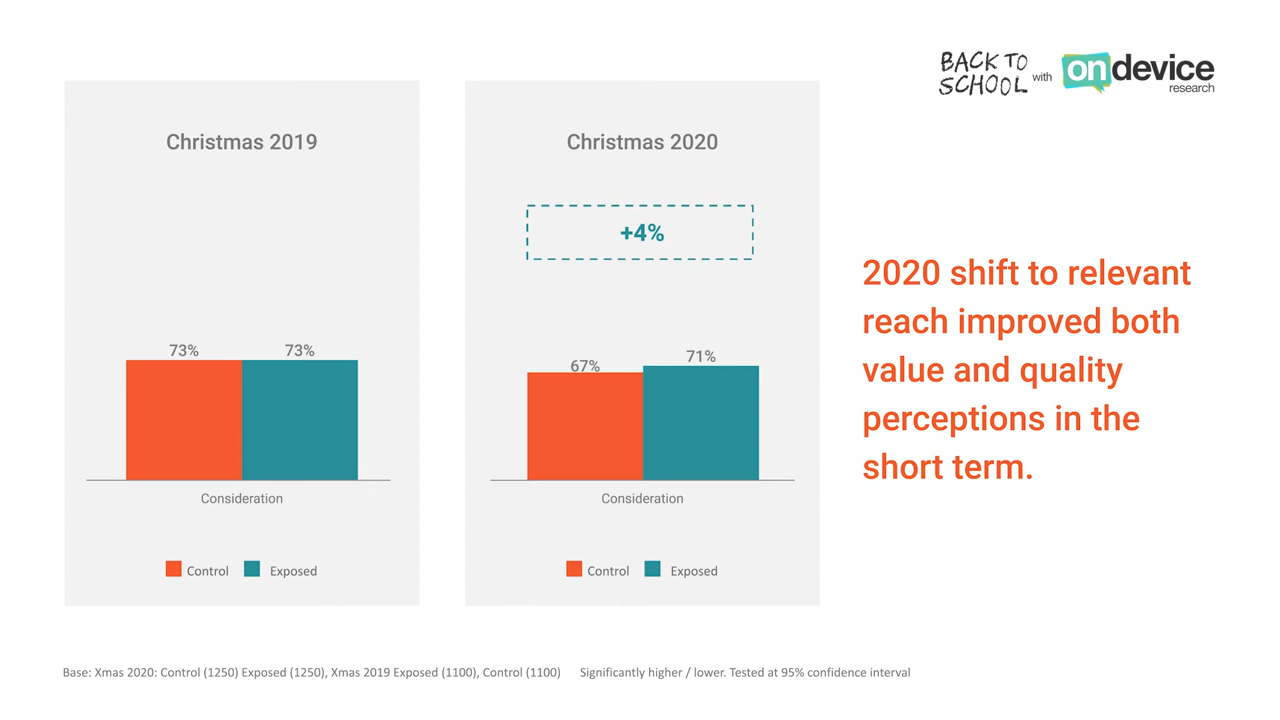 BACK TO
SCHOOL with ondevice
research
Christmas 2019
73% 73%
Consideration
Control Exposed
Christmas 2020
+4%
67% 71%
Consideration
Control Exposed
2020 shift to relevant
reach improved both
value and quality
perceptions in the
short term.
Base: Xmas 2020: Control (1250) Exposed (1250), Xmas 2019 Exposed (1100), Control (1100) Significantly higher / lower. Tested at 95% confidence interval